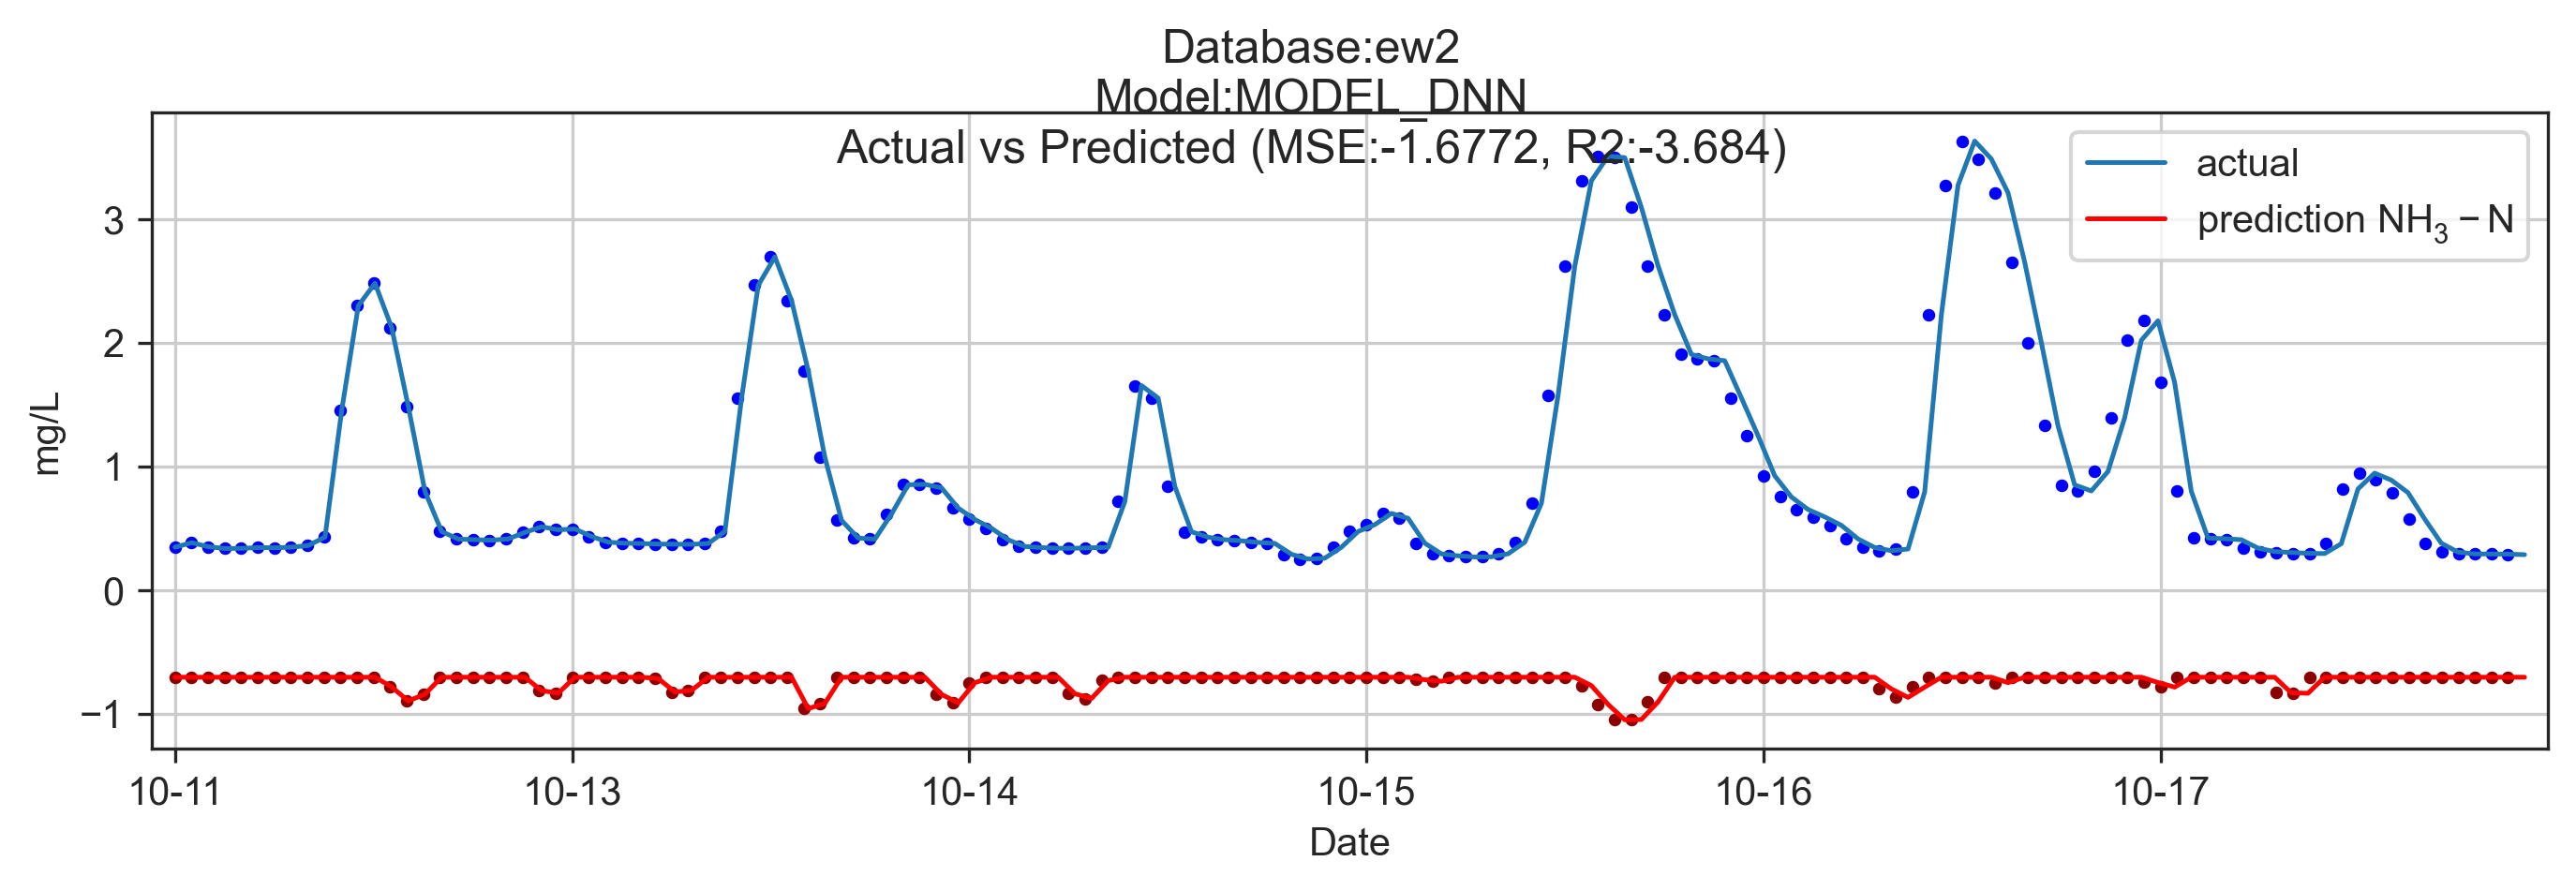 Database:ew2
Model:MODEL_DNN
Actual vs Predicted (MSE:-1.6772, R2:-3.684)
actual
prediction NH₃ − N
mg/L
3
2
1
0
−1
10-11 10-13 10-14 10-15 10-16 10-17
Date